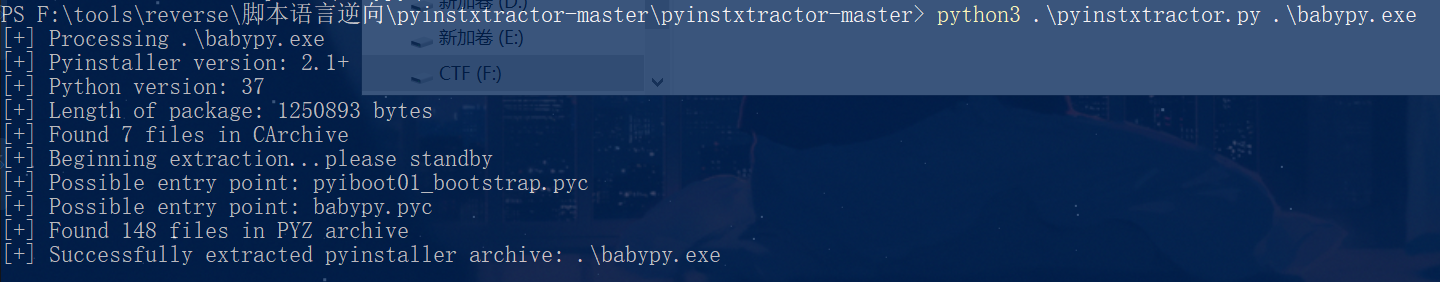 新加卷 (D:)
PS F:\tools\reverse\脚本语言逆向\pyinstxtractor-master\pyinstxtractor-master> python3 .\pyinstxtractor.py .\babypy.exe
[+] Processing .\babypy.exe
新加卷 (E:)
[+] Pyinstaller version: 2.1+
CTF (F:)
[+] Python version: 37
[+] Length of package: 1250893 bytes
[+] Found 7 files in CArchive
[+] Beginning extraction...please standby
[+] Possible entry point: pyiboot01_bootstrap.pyc
[+] Possible entry point: babypy.pyc
[+] Found 148 files in PYZ archive
[+] Successfully extracted pyinstaller archive: .\babypy.exe